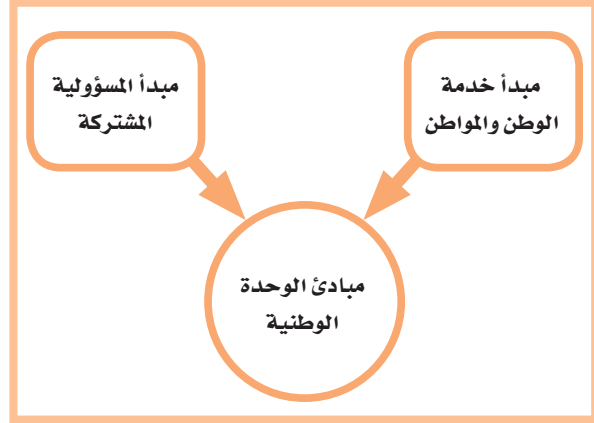 مبدأ خدمة
الوطن والمواطن
مبدأ المسؤولية
المشتركة
مبادئ الوحدة
الوطنية